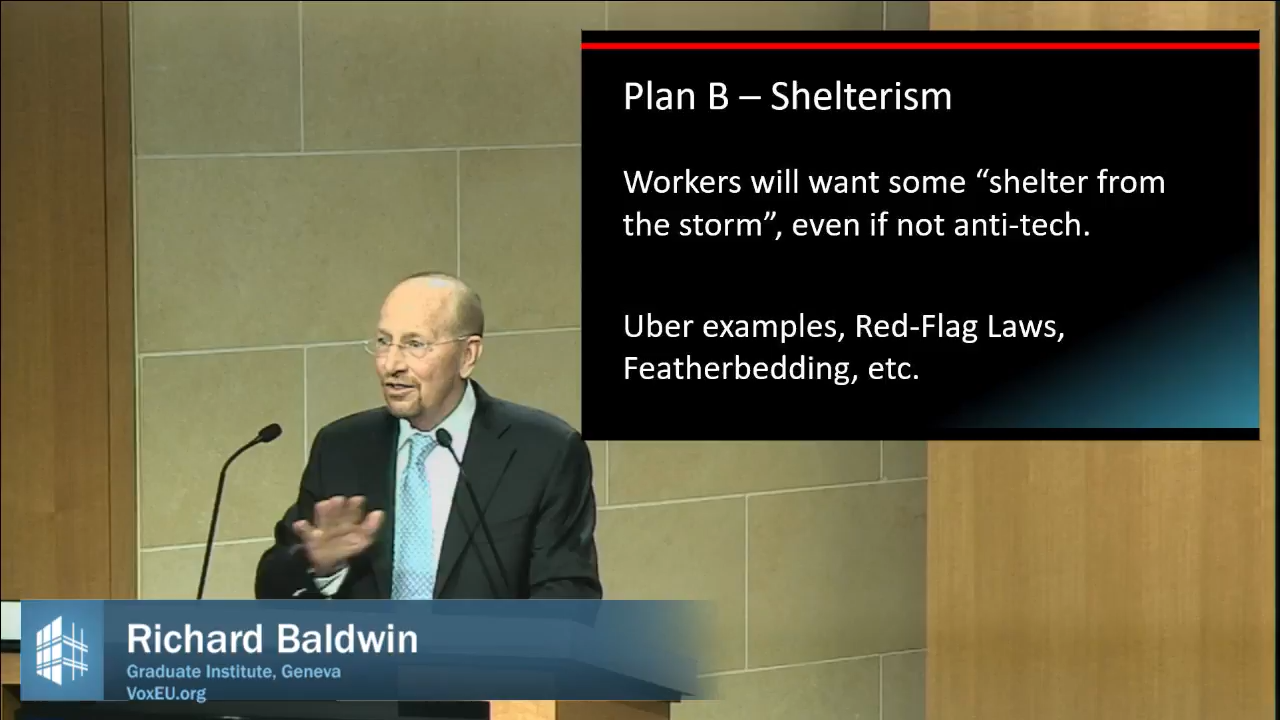 Plan B – Shelterism
Workers will want some “shelter from
the storm”, even if not anti-tech.
Uber examples, Red-Flag Laws,
Featherbedding, etc.
Richard Baldwin
Graduate Institute, Geneva
VoxEU.org